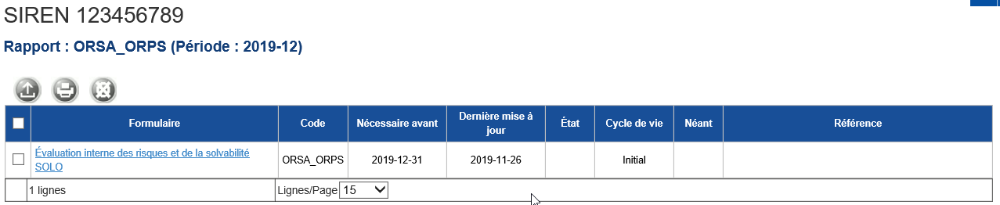 SIREN 123456789
Rapport : ORSA_ORPS (Période : 2019-12)
Formulaire Code Nécessaire avant Dernière mise à jour État Cycle de vie Néant Référence
Évaluation interne des risques et de la solvabilité SOLO ORSA_ORPS 2019-12-31 2019-11-26 Initial
1 lignes Lignes/Page 15